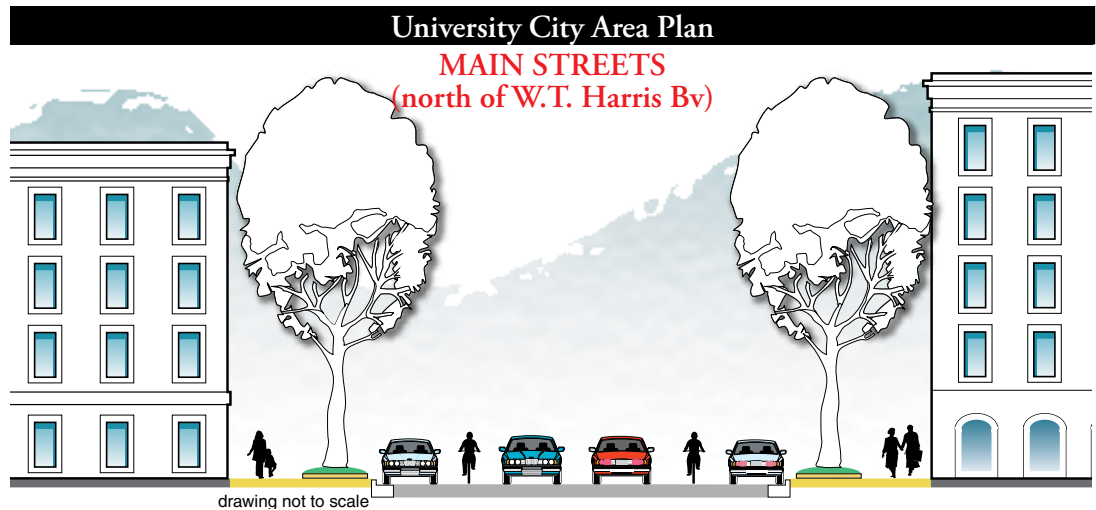 University City Area Plan
MAIN STREETS
(north of W.T. Harris Bv)
drawing not to scale